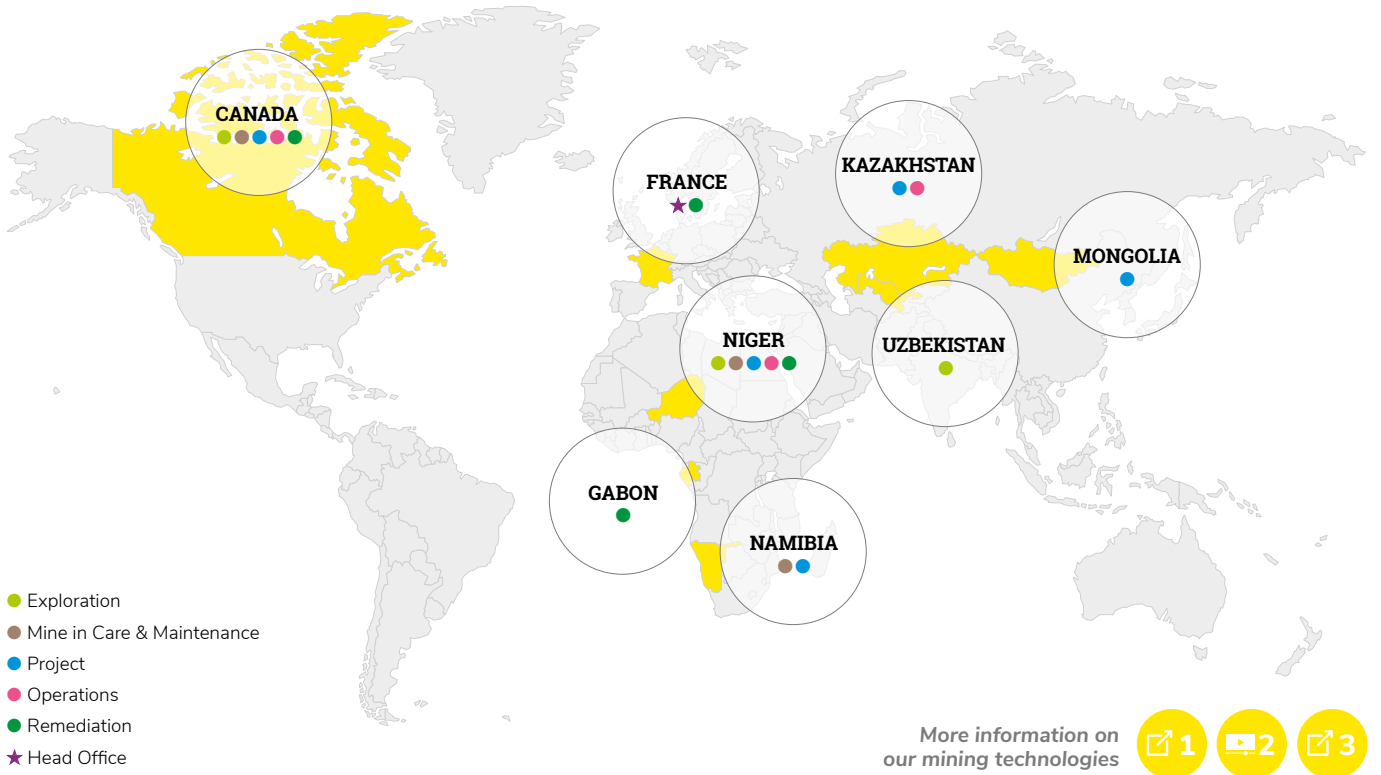 CANADA
FRANCE
KAZAKHSTAN
MONGOLIA
NIGER
UZBEKISTAN
GABON
NAMIBIA
Exploration
Mine in Care & Maintenance
Project
Operations
Remediation
Head Office
More information on
our mining technologies
1
2
3